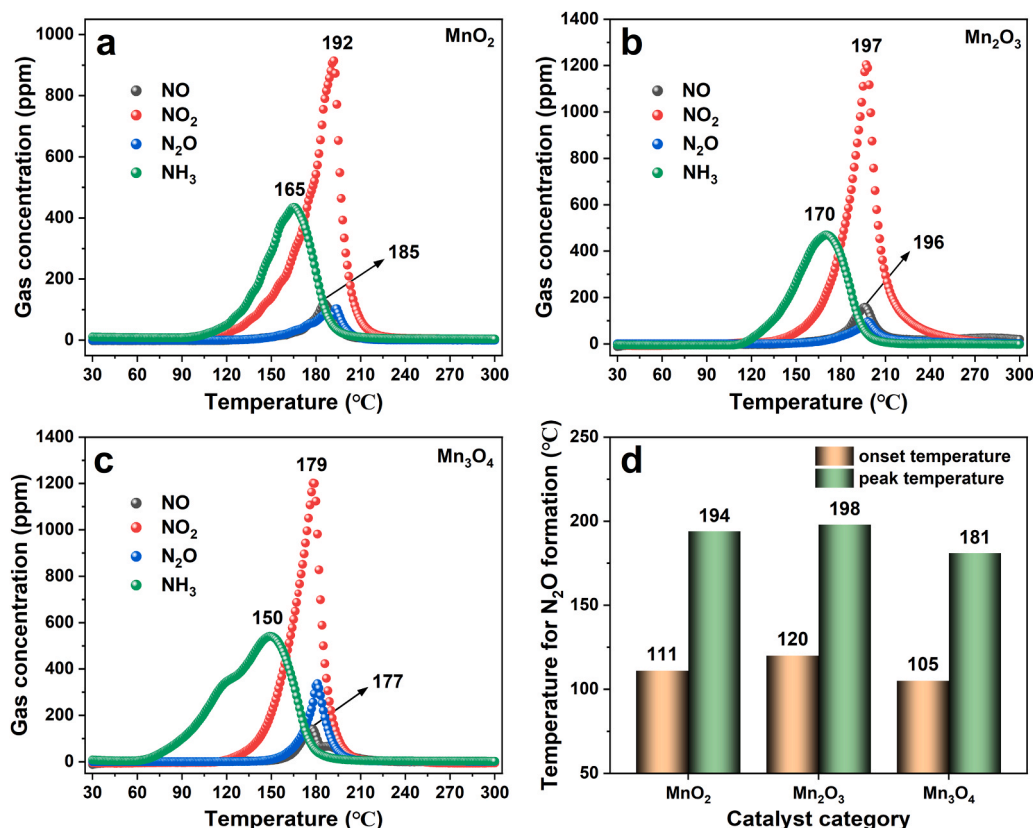 a
MnO₂
192
165
185
NO
NO₂
N₂O
NH₃
Gas concentration (ppm)
1000
800
600
400
200
0
30 60 90 120 150 180 210 240 270 300
Temperature (℃)
b
Mn₂O₃
197
170
196
NO
NO₂
N₂O
NH₃
Gas concentration (ppm)
1400
1200
1000
800
600
400
200
0
30 60 90 120 150 180 210 240 270 300
Temperature (℃)
c
Mn₃O₄
179
150
177
NO
NO₂
N₂O
NH₃
Gas concentration (ppm)
1400
1200
1000
800
600
400
200
0
30 60 90 120 150 180 210 240 270 300
Temperature (℃)
d
onset temperature
peak temperature
Temperature for N₂O formation (℃)
250
200
150
100
50
111 194 120 198 105 181
MnO₂ Mn₂O₃ Mn₃O₄
Catalyst category